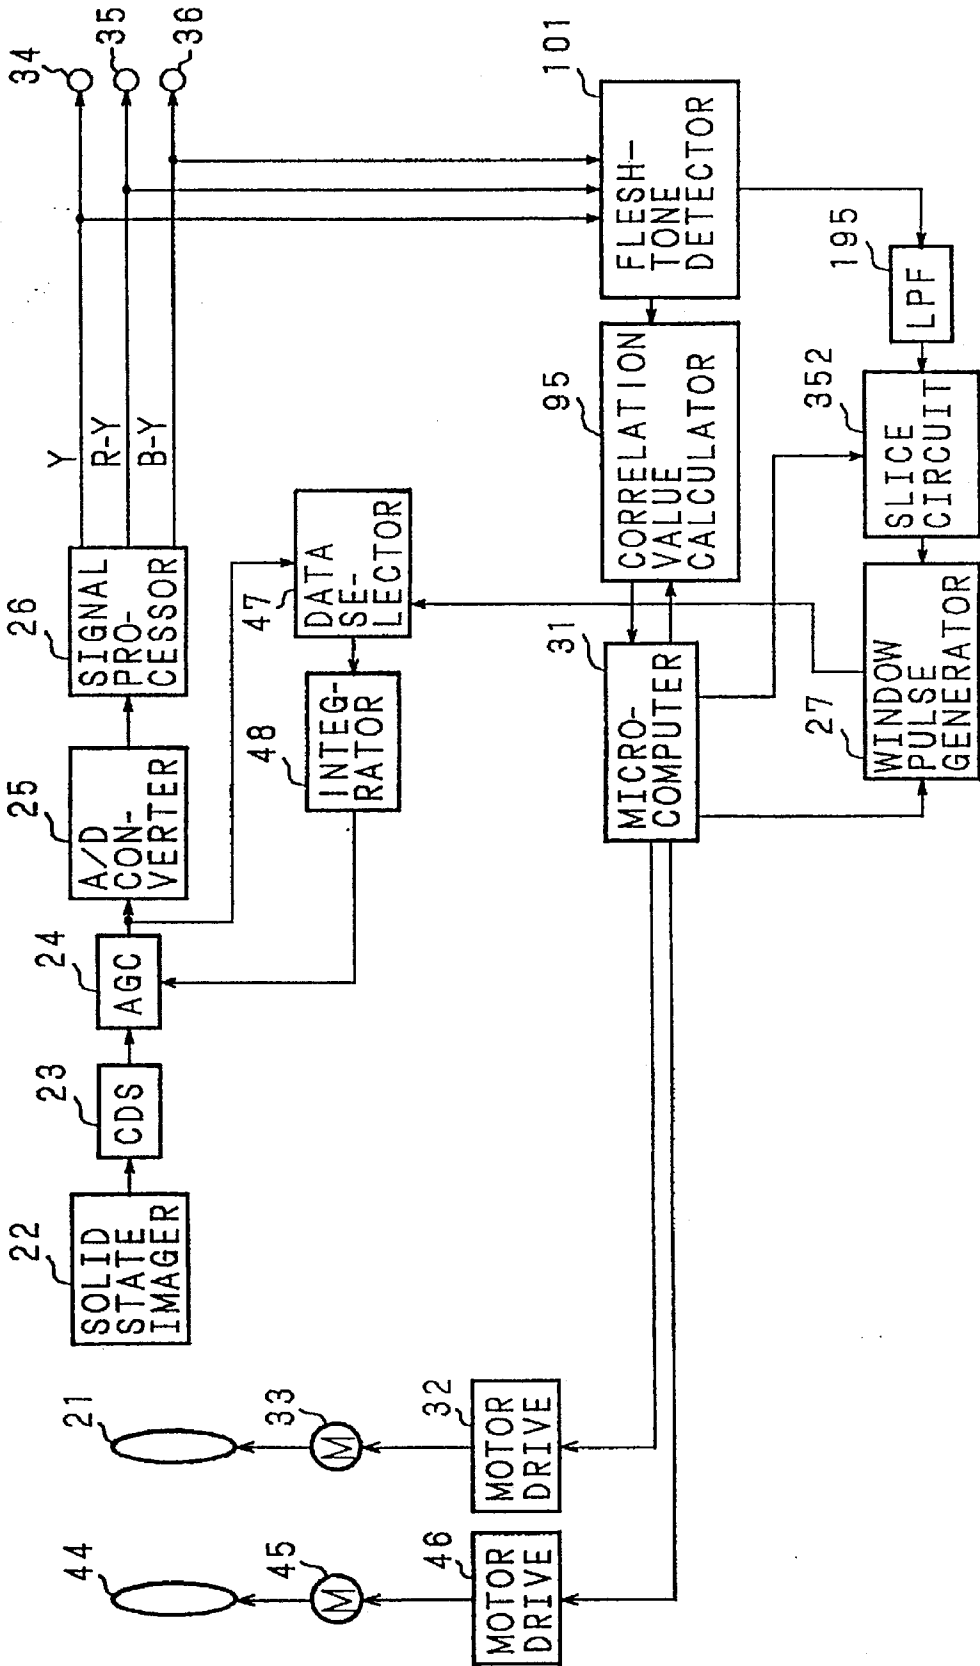 44
21
22
SOLID
STATE
IMAGER
23
CDS
24
AGC
25
A/D
CON-
VERTER
26
SIGNAL
PRO-
CESSOR
Y
R-Y
B-Y
34
35
36
45
M
33
M
48
INTEG-
RATOR
47
DATA
SE-
LECTOR
46
MOTOR
DRIVE
32
MOTOR
DRIVE
31
MICRO-
COMPUTER
95
CORRELATION
VALUE
CALCULATOR
101
FLESH-
TONE
DETECTOR
27
WINDOW
PULSE
GENERATOR
352
SLICE
CIRCUIT
195
LPF